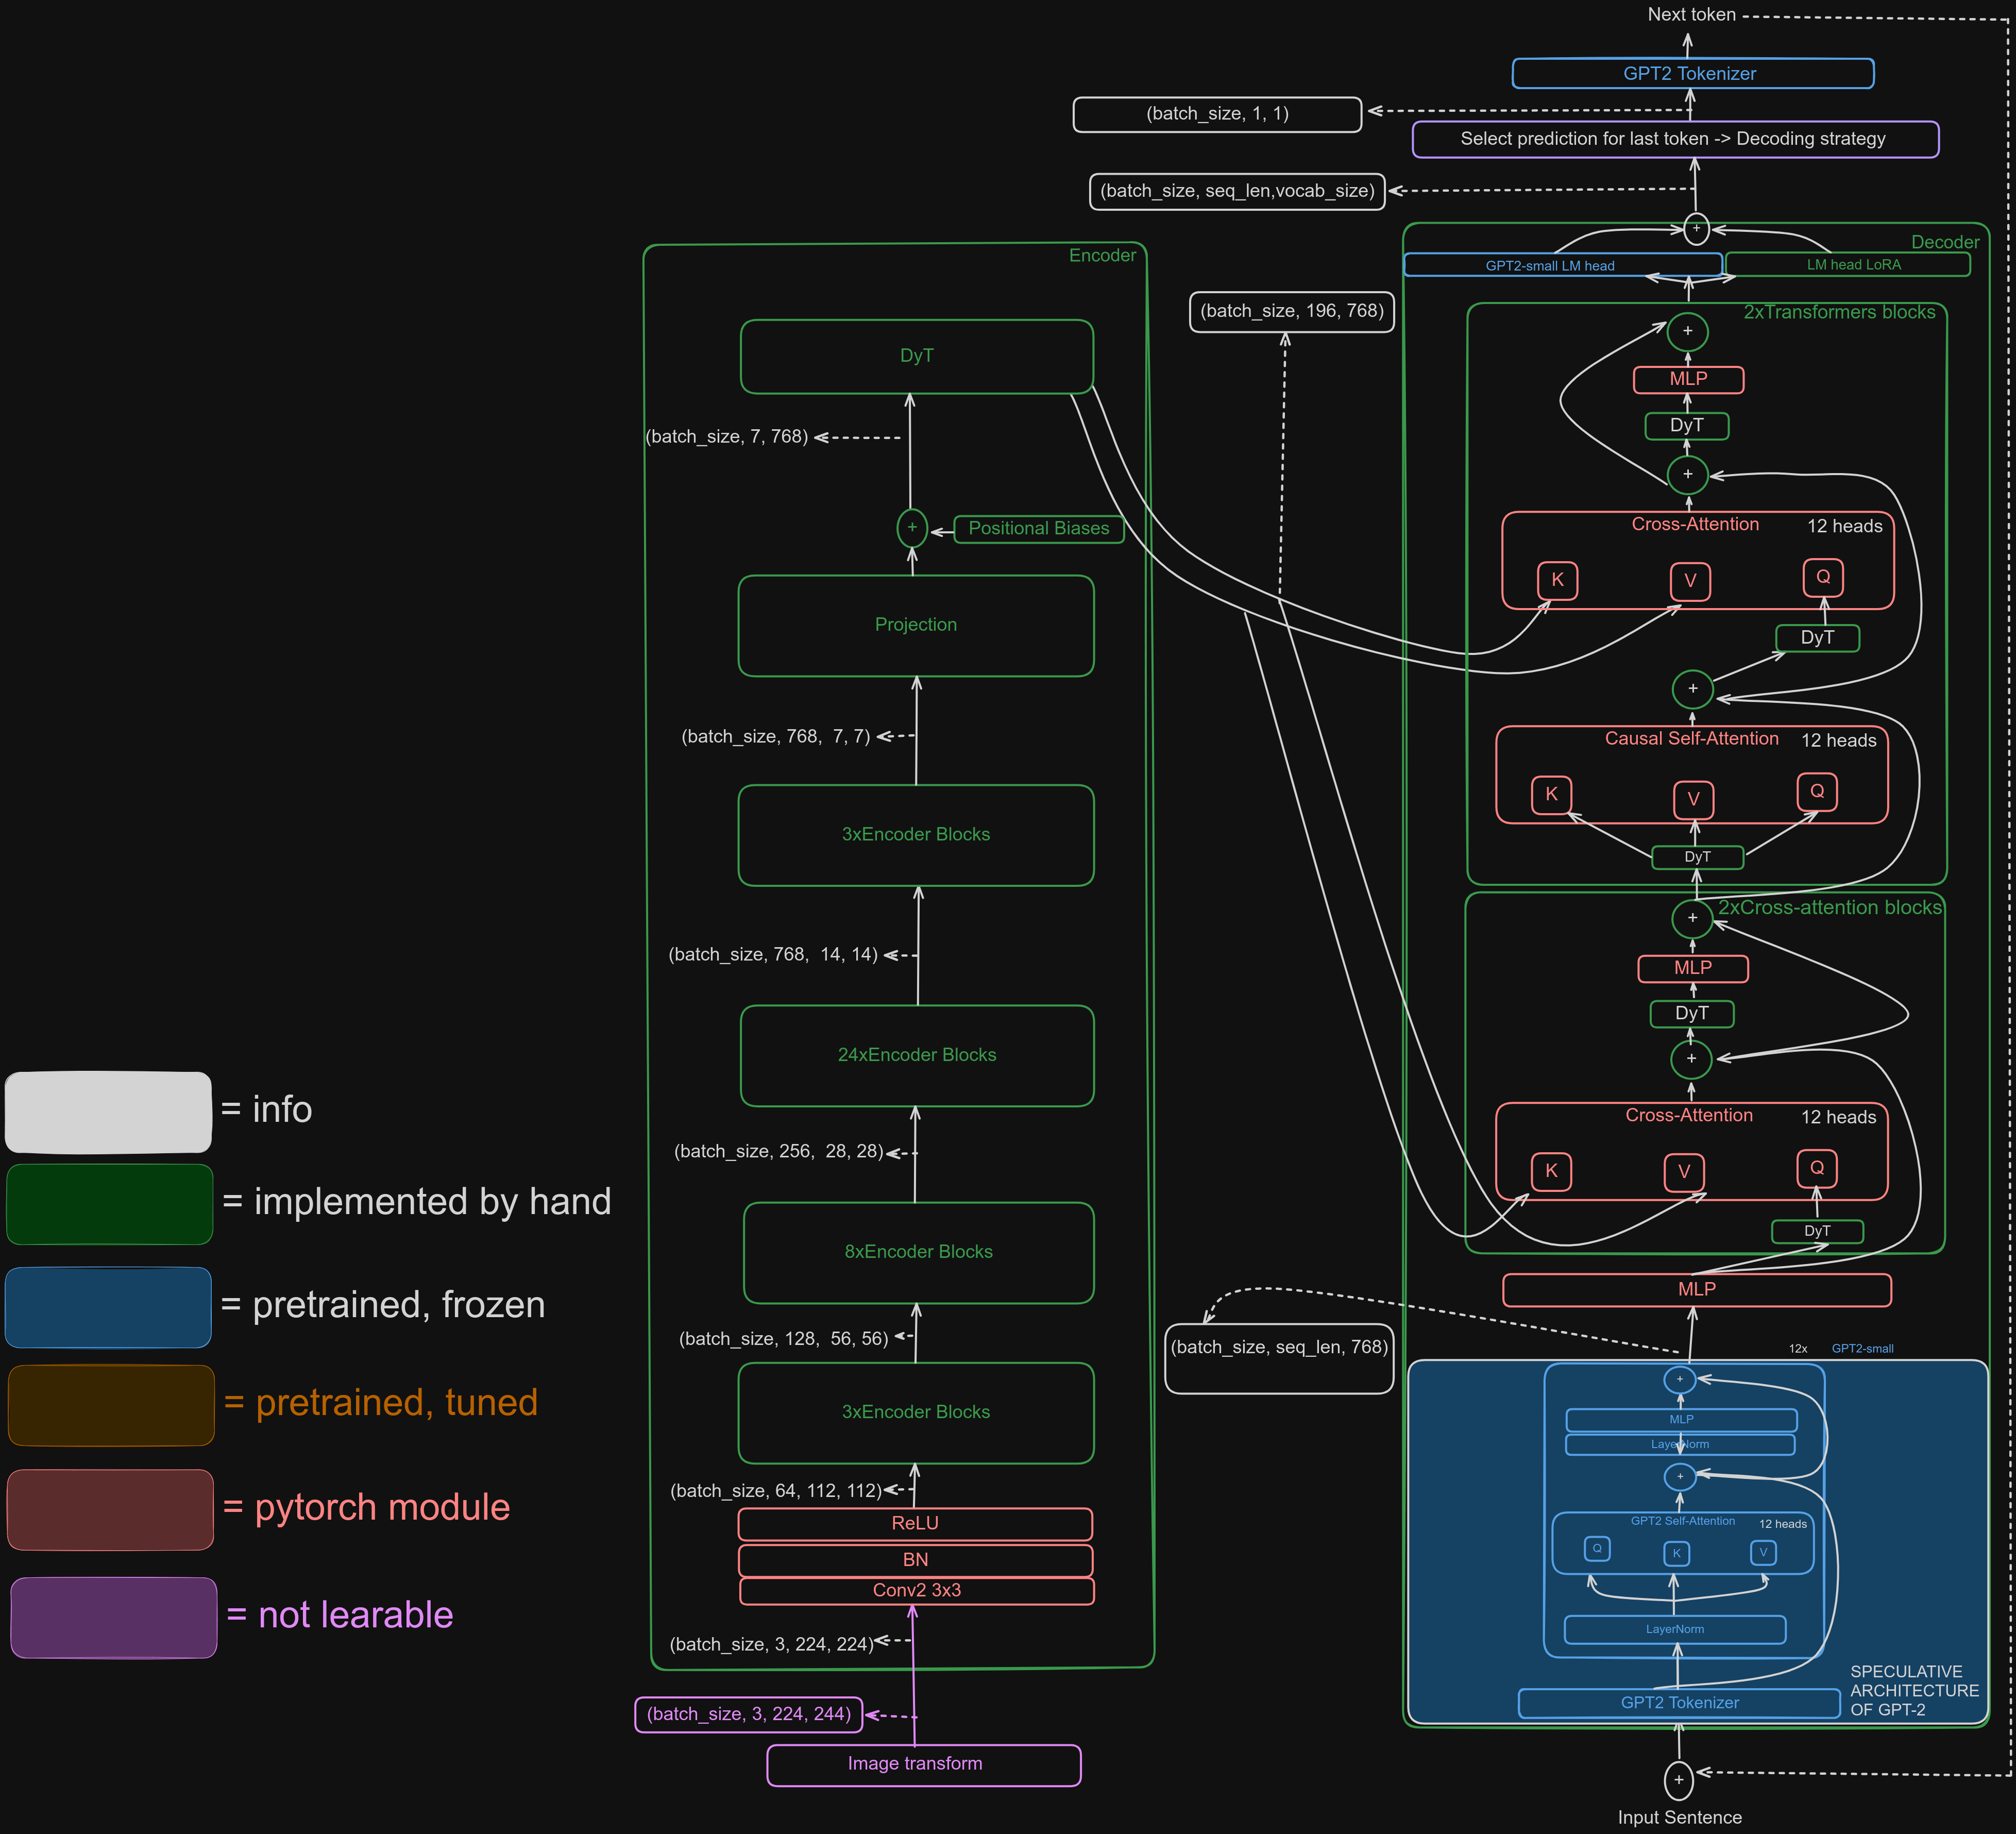 Next token
GPT2 Tokenizer
(batch_size, 1, 1)
Select prediction for last token -> Decoding strategy
(batch_size, seq_len,vocab_size)
+
Decoder
GPT2-small LM head
LM head LoRA
(batch_size, 196, 768)
2xTransformers blocks
+
MLP
DyT
+
Cross-Attention
12 heads
K
V
Q
DyT
+
Causal Self-Attention
12 heads
K
V
Q
DyT
2xCross-attention blocks
+
MLP
DyT
+
Cross-Attention
12 heads
K
V
Q
DyT
MLP
(batch_size, seq_len, 768)
12x
GPT2-small
+
MLP
LayerNorm
+
GPT2 Self-Attention
12 heads
Q
K
V
LayerNorm
GPT2 Tokenizer
SPECULATIVE
ARCHITECTURE
OF GPT-2
+
Input Sentence
Encoder
DyT
(batch_size, 7, 768)
+
Positional Biases
Projection
(batch_size, 768,  7, 7)
3xEncoder Blocks
(batch_size, 768,  14, 14)
24xEncoder Blocks
(batch_size, 256,  28, 28)
8xEncoder Blocks
(batch_size, 128,  56, 56)
3xEncoder Blocks
(batch_size, 64, 112, 112)
ReLU
BN
Conv2 3x3
(batch_size, 3, 224, 224)
(batch_size, 3, 224, 244)
Image transform
= info
= implemented by hand
= pretrained, frozen
= pretrained, tuned
= pytorch module
= not learable